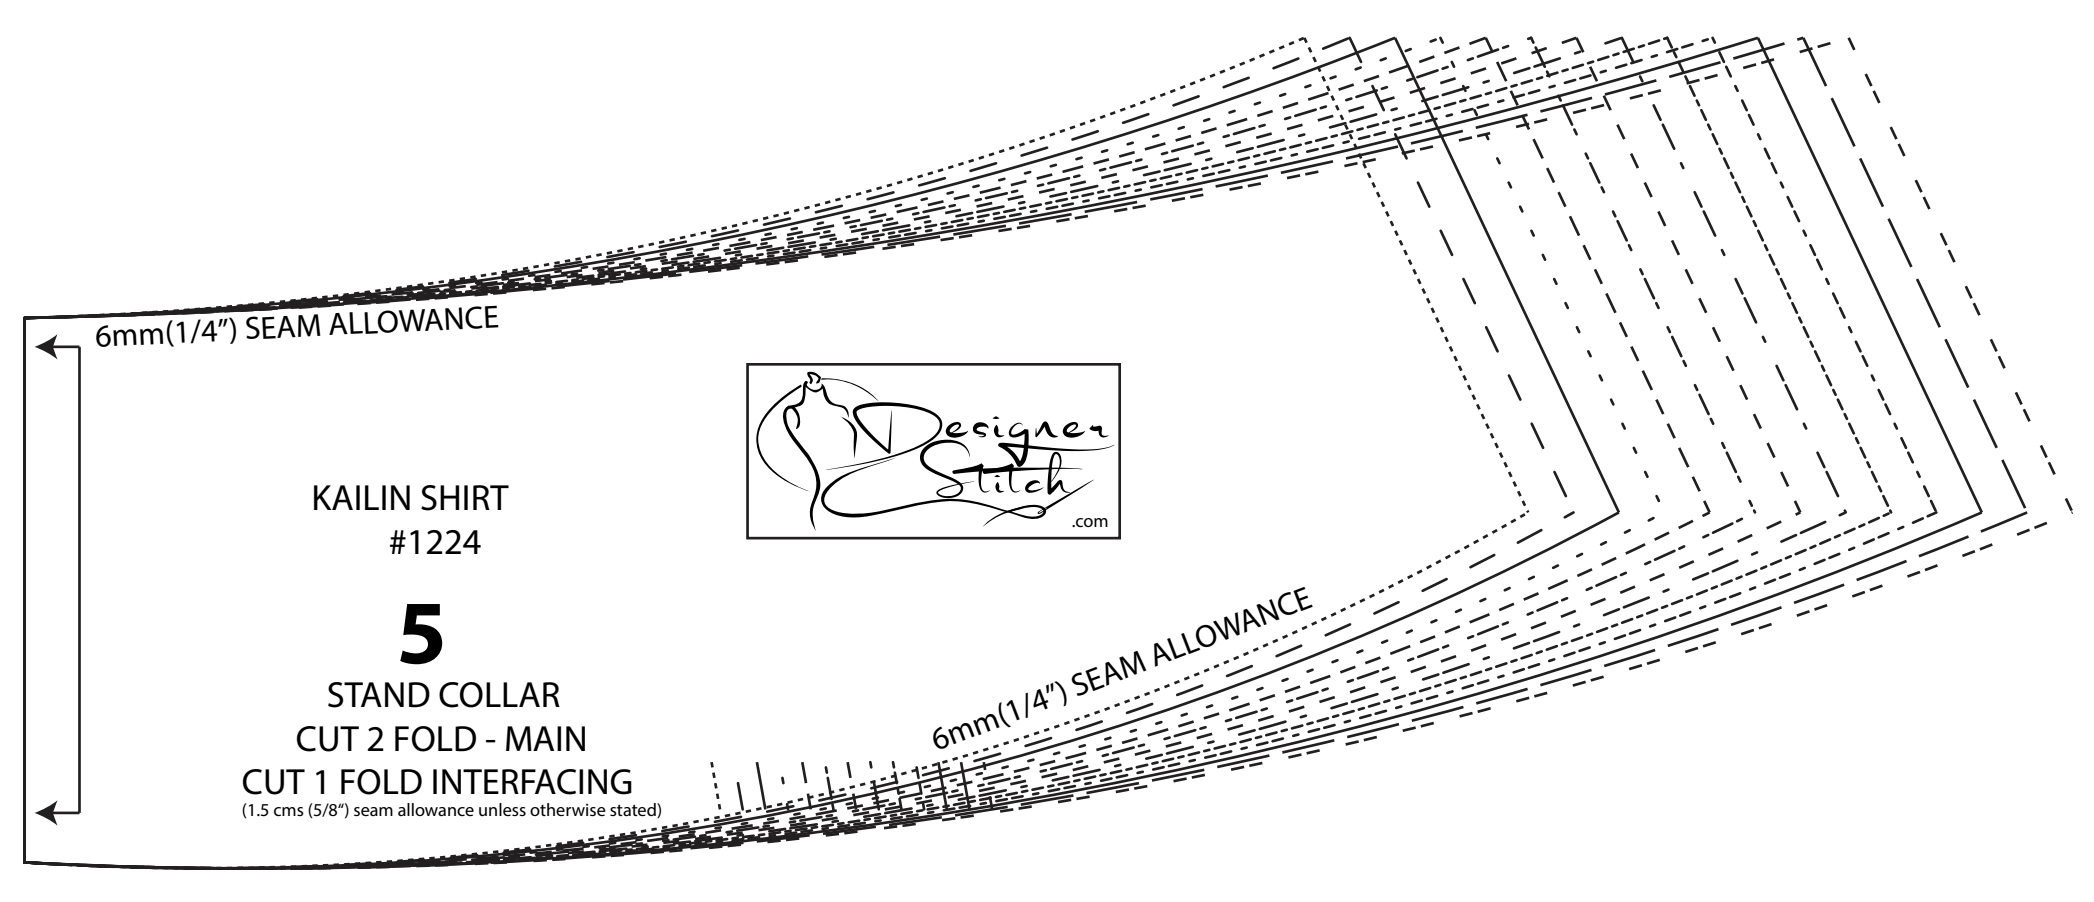 6mm(1/4”) SEAM ALLOWANCE
Designer
Stitch
.com
KAILIN SHIRT
#1224
5
STAND COLLAR
CUT 2 FOLD - MAIN
CUT 1 FOLD INTERFACING
(1.5 cms (5/8“) seam allowance unless otherwise stated)
6mm(1/4”) SEAM ALLOWANCE